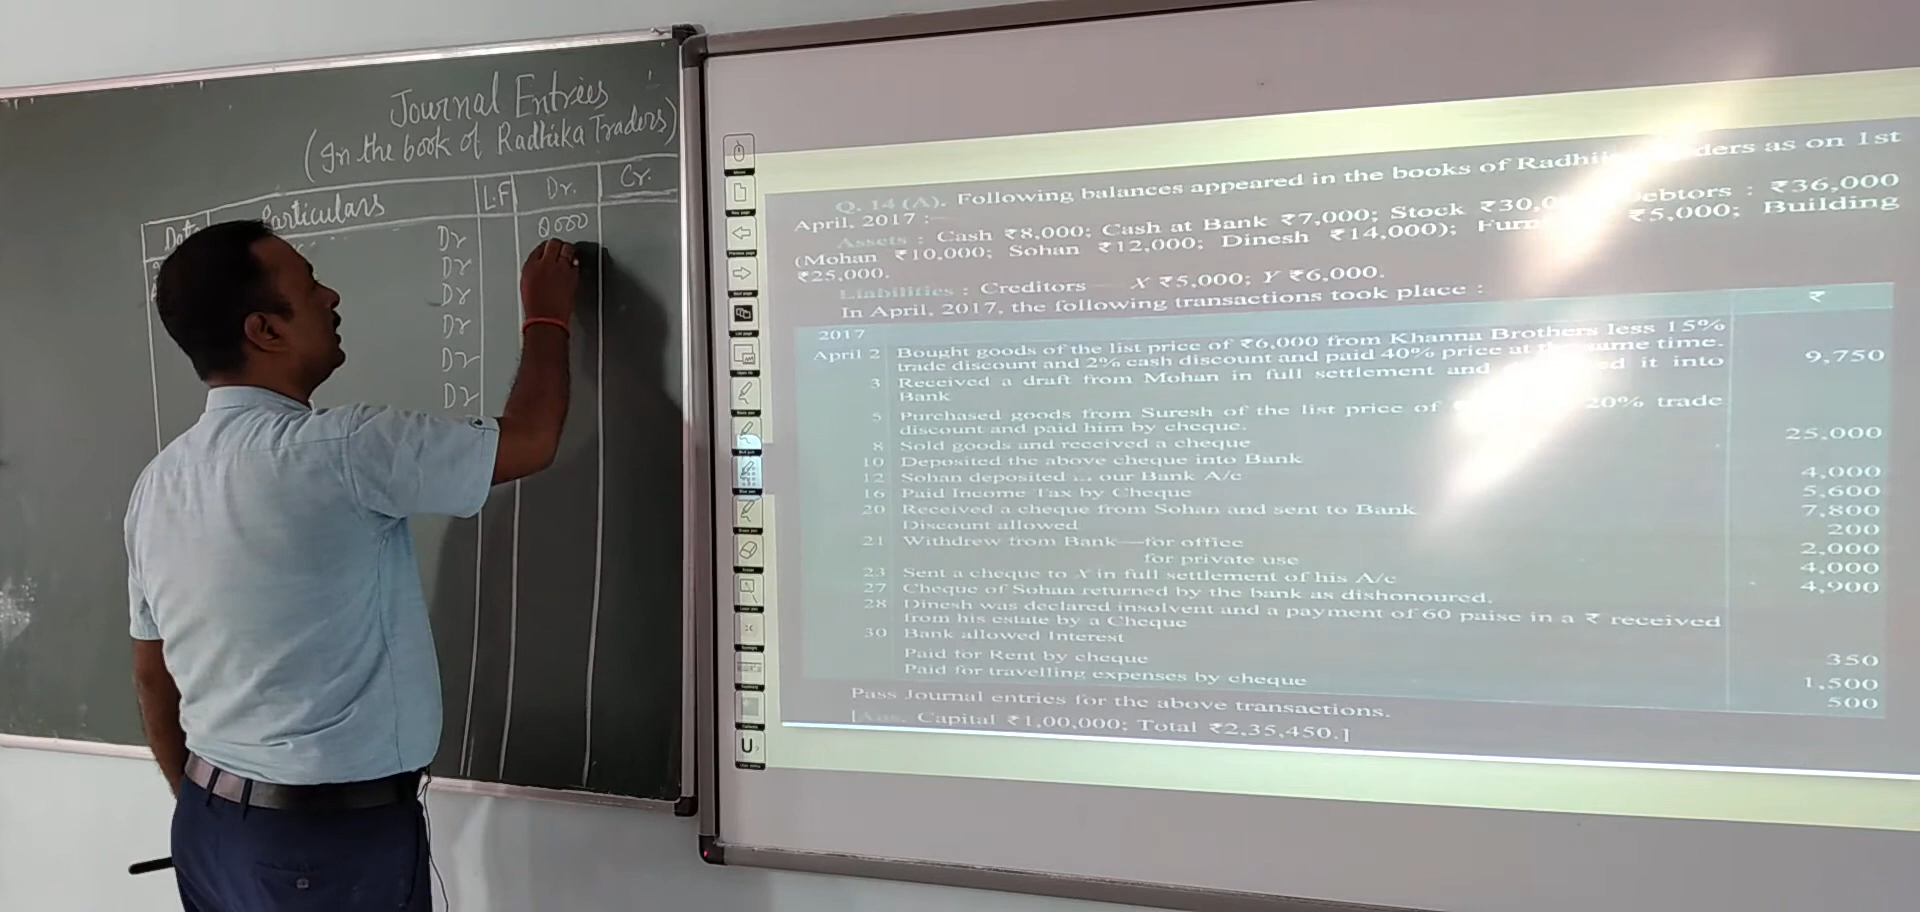 Journal Entries
(In the book of Radhika Traders)
Particulars L.F Dr. Cr.
Dr 8000
Dr
Dr
Dr
Dr
Dr
Q. 14 (A). Following balances appeared in the books of as on 1st
April, 2017 :—
Assets : Cash ₹8,000; Cash at Bank ₹7,000; Stock : ₹36,000
(Mohan ₹10,000; Sohan ₹12,000; Dinesh ₹14,000); ₹5,000; Building
₹25,000.
Liabilities : Creditors — X ₹5,000; Y ₹6,000.
In April, 2017, the following transactions took place :
₹
2017
April 2 Bought goods of the list price of ₹6,000 from Khanna Brothers less 15%
trade discount and 2% cash discount and paid 40% price at time.
3 Received a draft from Mohan in full settlement and it into 9,750
Bank
5 Purchased goods from Suresh of the list price of 20% trade
discount and paid him by cheque.
8 Sold goods and received a cheque 25,000
10 Deposited the above cheque into Bank
12 Sohan deposited our Bank A/c 4,000
16 Paid Income Tax by Cheque 5,600
20 Received a cheque from Sohan and sent to Bank 7,800
Discount allowed 200
21 Withdrew from Bank—for office 2,000
for private use 4,000
23 Sent a cheque to X in full settlement of his A/c 4,900
27 Cheque of Sohan returned by the bank as dishonoured.
28 Dinesh was declared insolvent and a payment of 60 paise in a ₹ received
from his estate by a Cheque
30 Bank allowed Interest 350
Paid for Rent by cheque 1,500
Paid for travelling expenses by cheque 500
Pass Journal entries for the above transactions.
Capital ₹1,00,000; Total ₹2,35,450.]